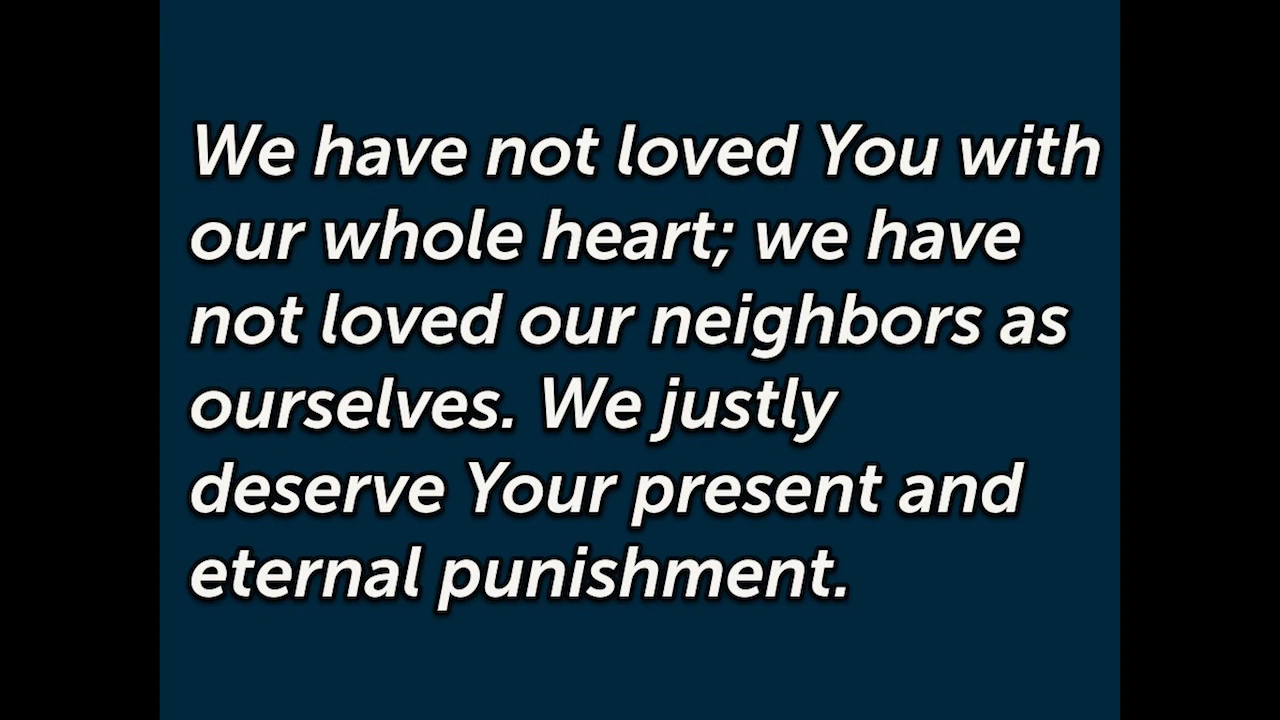 We have not loved You with
our whole heart; we have
not loved our neighbors as
ourselves. We justly
deserve Your present and
eternal punishment.